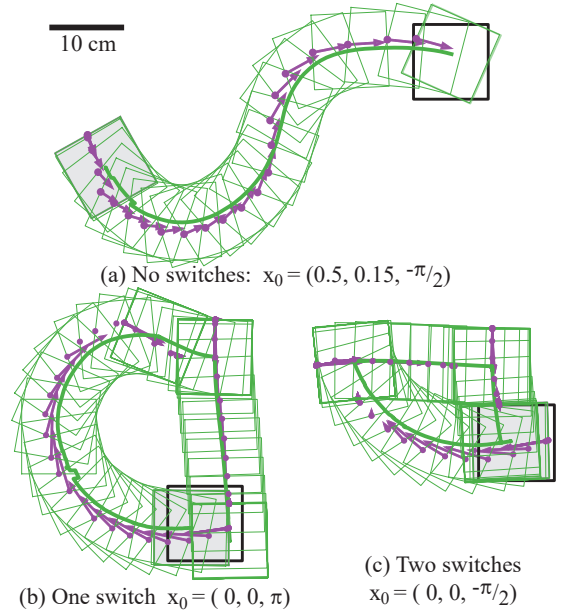 10 cm
(a) No switches: x₀ = (0.5, 0.15, -π/2)
(b) One switch x₀ = ( 0, 0, π)
(c) Two switches
x₀ = ( 0, 0, -π/2)